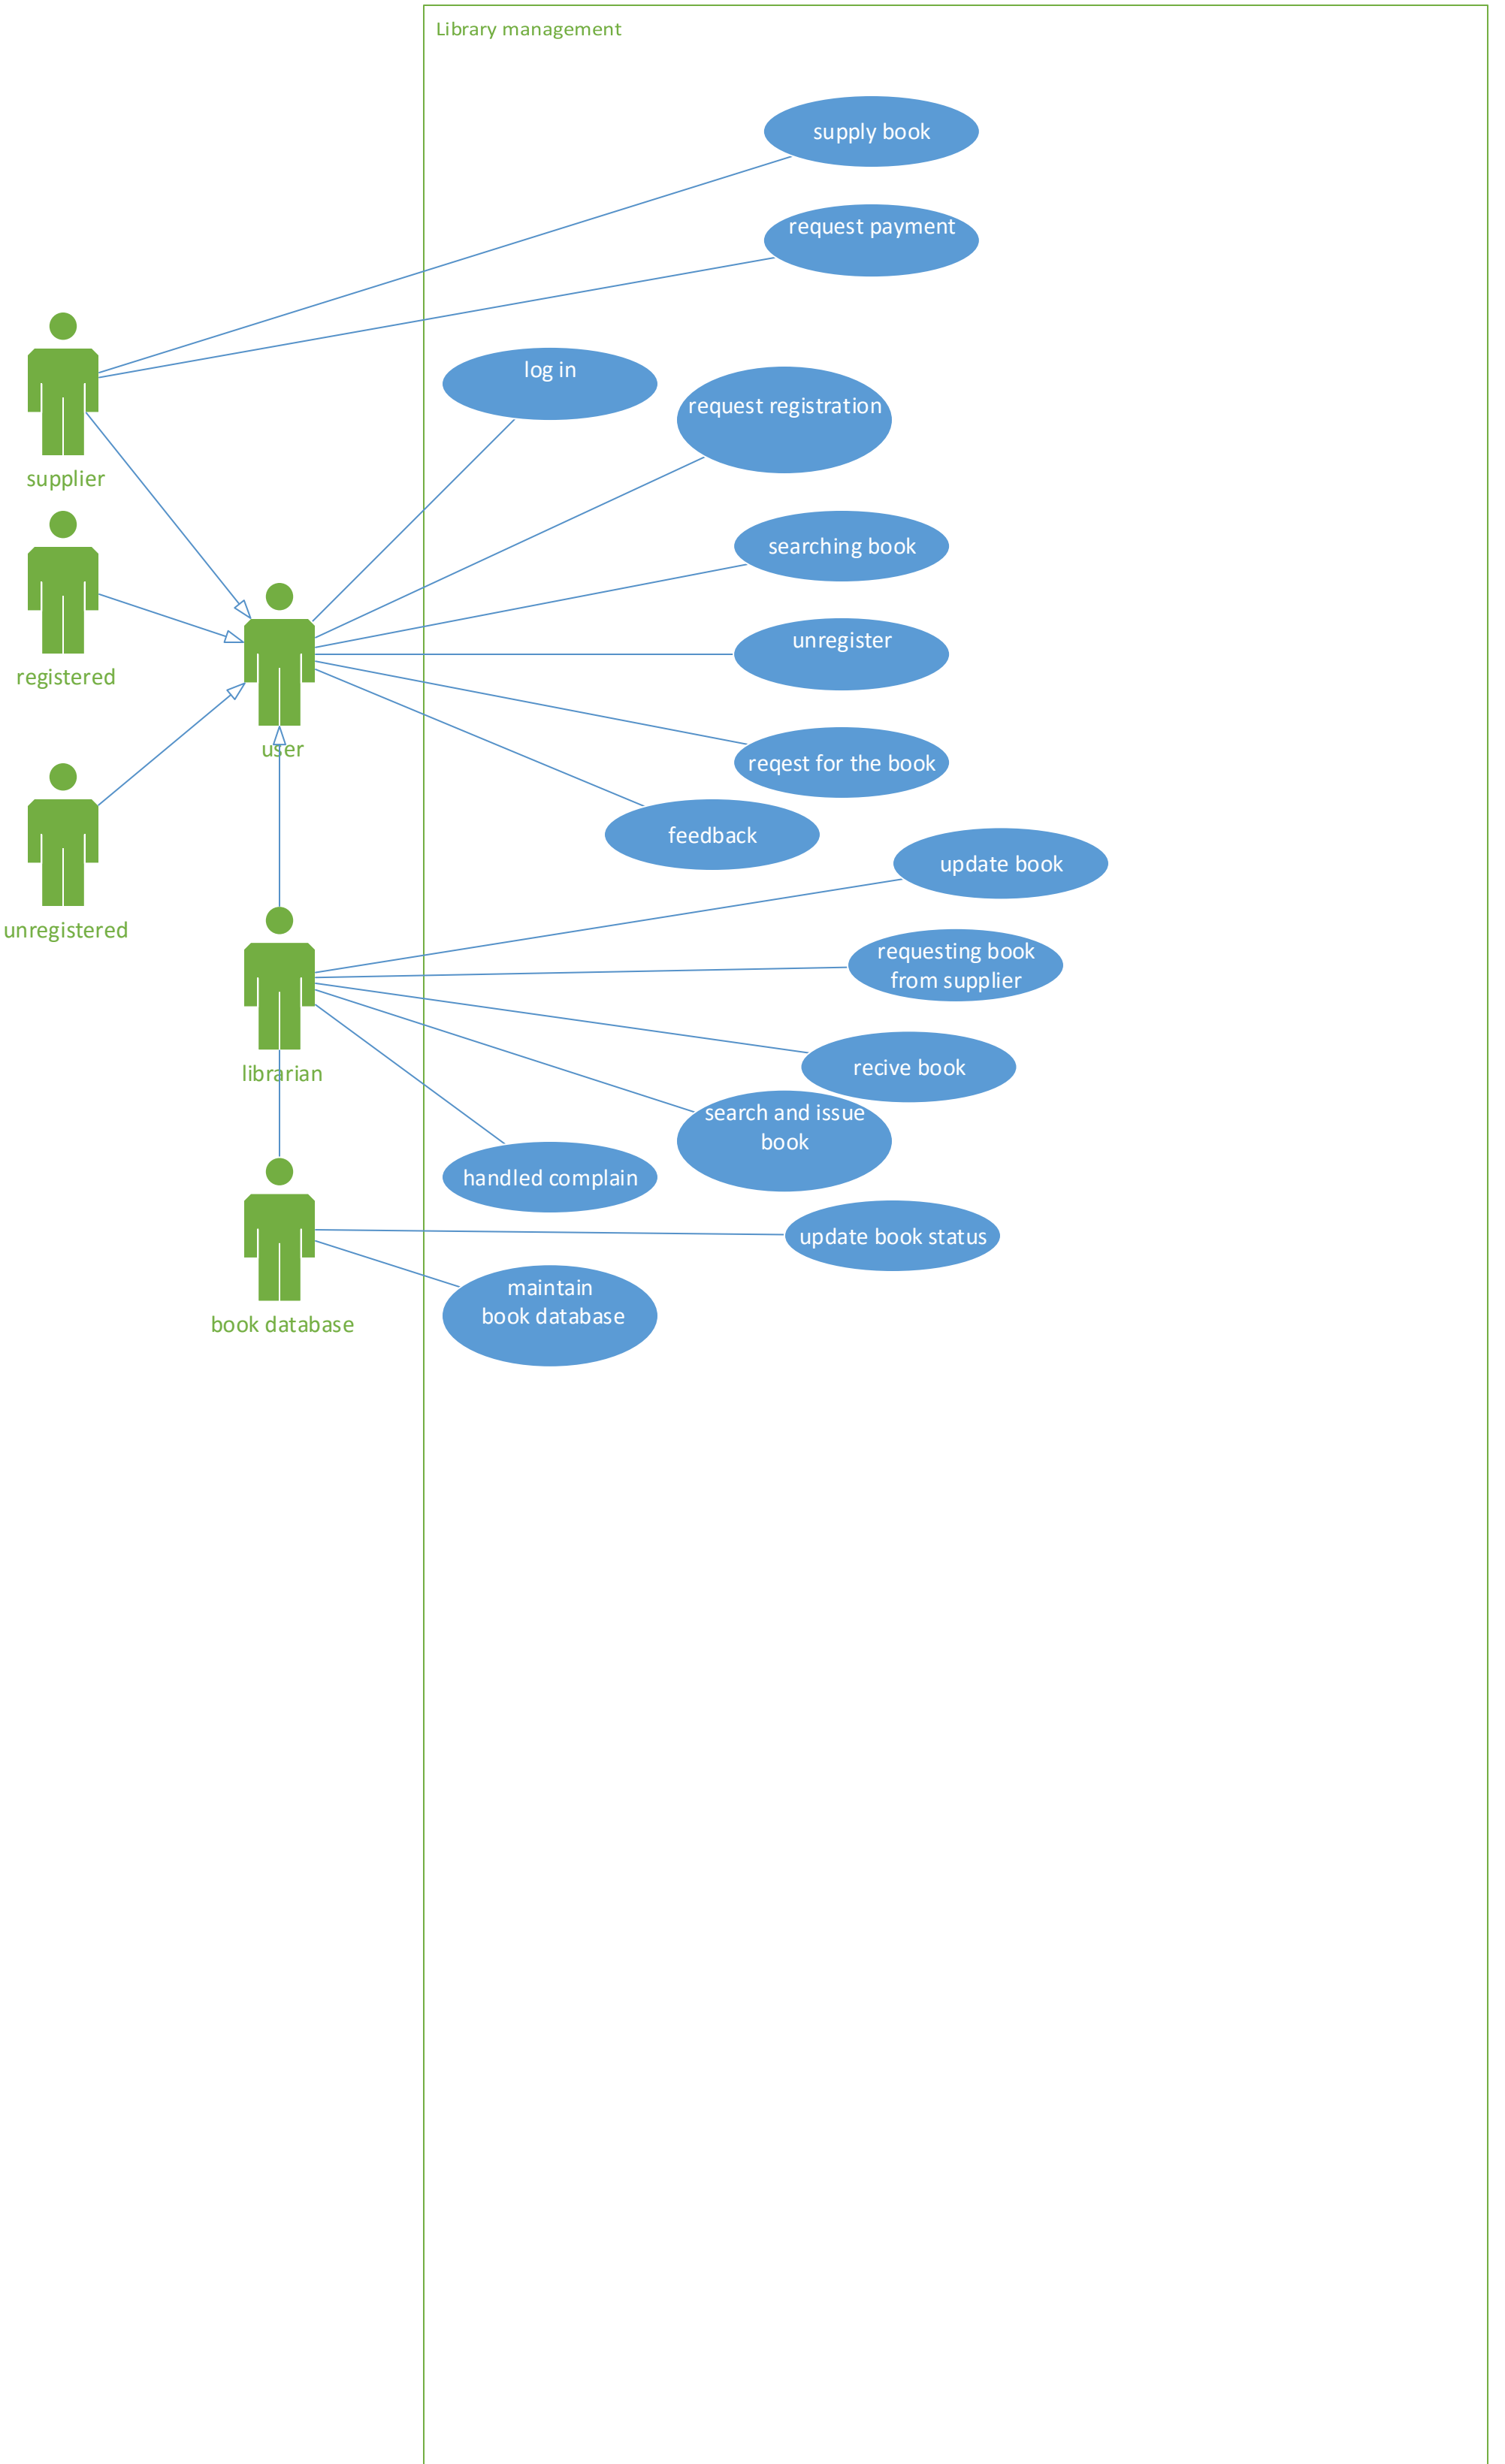 Library management
supply book
request payment
log in
request registration
supplier
searching book
unregister
registered
user
reqest for the book
feedback
update book
unregistered
requesting book
from supplier
recive book
librarian
search and issue
book
handled complain
update book status
maintain
book database
book database